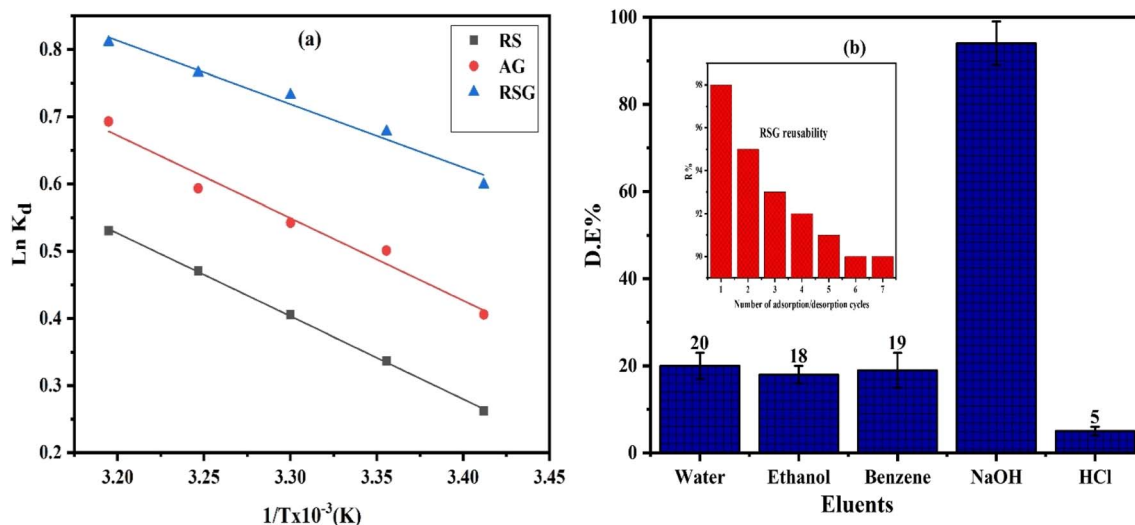 (a)
RS
AG
RSG
0.8
0.7
0.6
0.5
0.4
0.3
0.2
Ln Kd
3.20 3.25 3.30 3.35 3.40 3.45
1/Tx10⁻³(K)
(b)
100
80
60
40
20
0
D.E%
RSG reusability
98
96
94
92
90
R %
1 2 3 4 5 6 7
Number of adsorption/desorption cycles
20
18
19
5
Water Ethanol Benzene NaOH HCl
Eluents